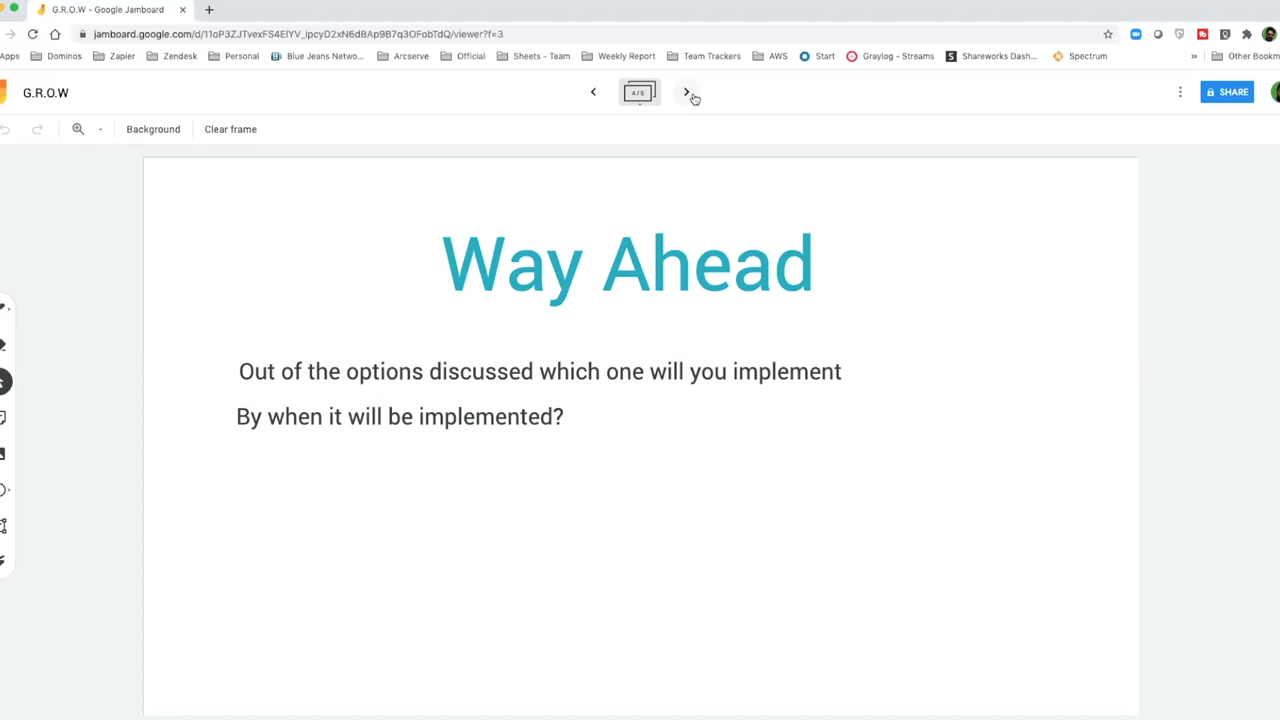 G.R.O.W - Google Jamboard
jamboard.google.com/d/11oP3ZJTvexFS4ElYV_ipcyD2xN6dBAp9B7q3OFobTdQ/viewer?f=3
Apps Dominos Zapier Zendesk Personal Blue Jeans Netwo... Arcserve Official Sheets - Team Weekly Report Team Trackers AWS Start Graylog - Streams Shareworks Dash... Spectrum » Other Bookm
G.R.O.W 4 / 5 SHARE
Background Clear frame
Way Ahead
Out of the options discussed which one will you implement
By when it will be implemented?